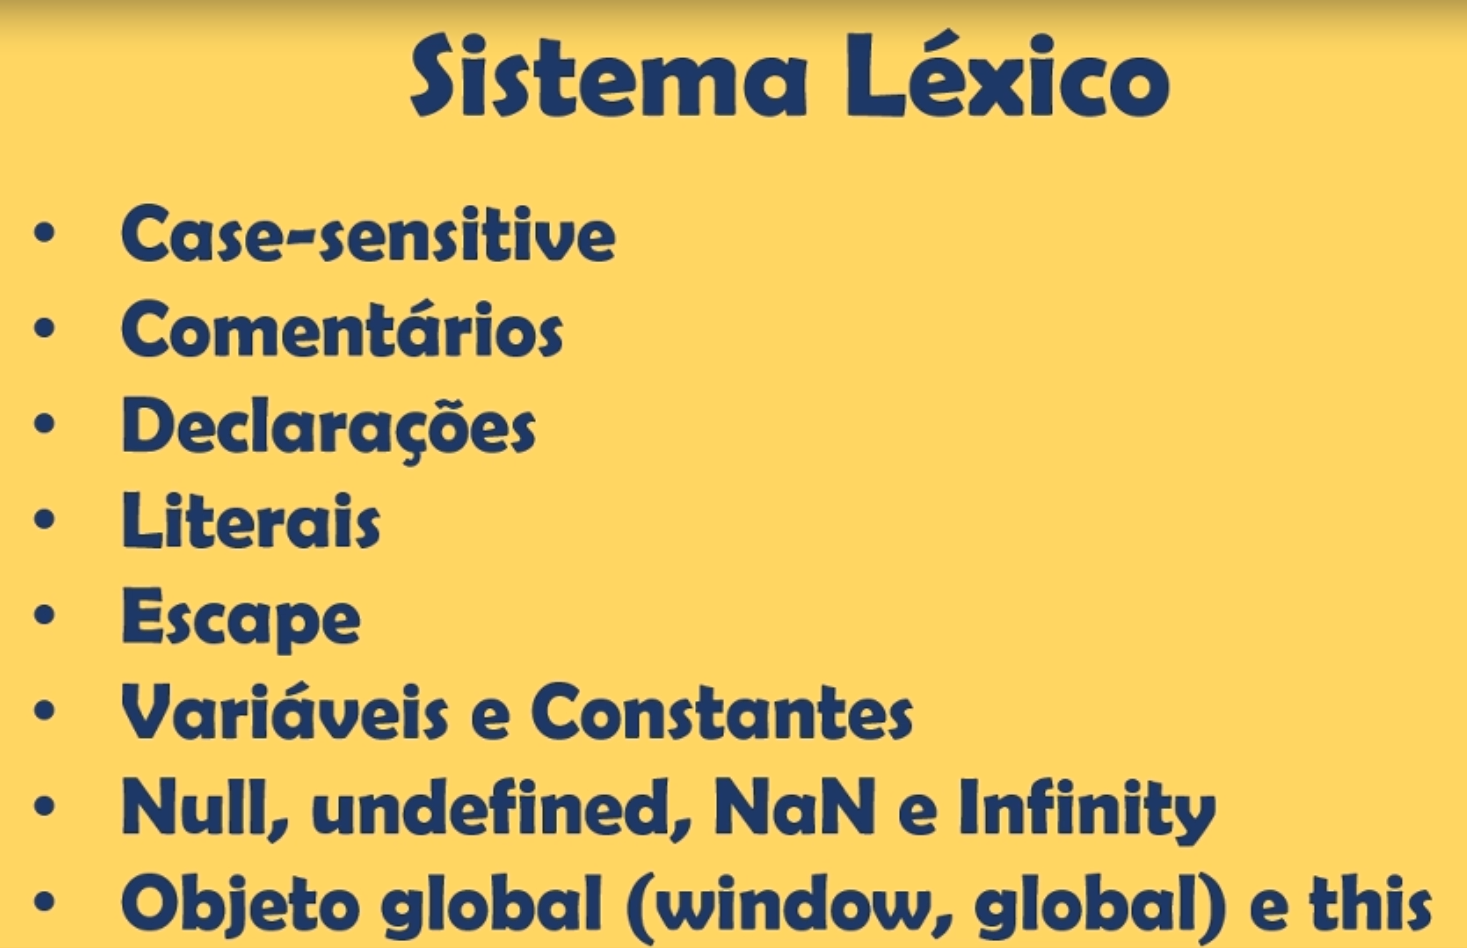 Sistema Léxico
• Case-sensitive
• Comentários
• Declarações
• Literais
• Escape
• Variáveis e Constantes
• Null, undefined, NaN e Infinity
• Objeto global (window, global) e this